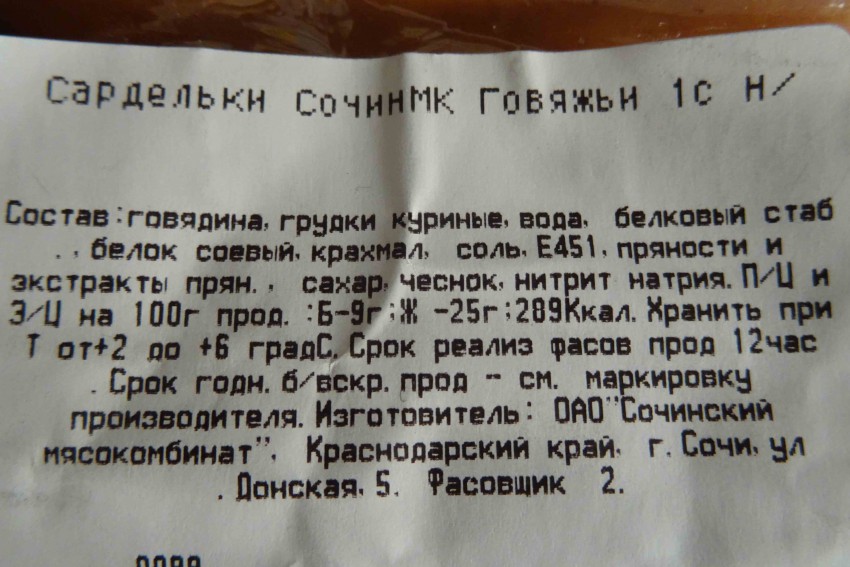 Сардельки СочинМК Говяжьи 1с Н/
Состав:говядина, грудки куриные, вода, белковый стаб
., белок соевый, крахмал, соль, Е451, пряности и
экстракты прян. , сахар, чеснок, нитрит натрия. П/Ц и
Э/Ц на 100г прод. :Б-9г;Ж -25г;289Ккал. Хранить при
Т от+2 до +6 градС. Срок реализ фасов прод 12час
. Срок годн. б/вскр. прод - см. маркировку
производителя. Изготовитель: ОАО"Сочинский
мясокомбинат", Краснодарский край, г. Сочи, ул
. Донская, 5. Фасовщик 2.